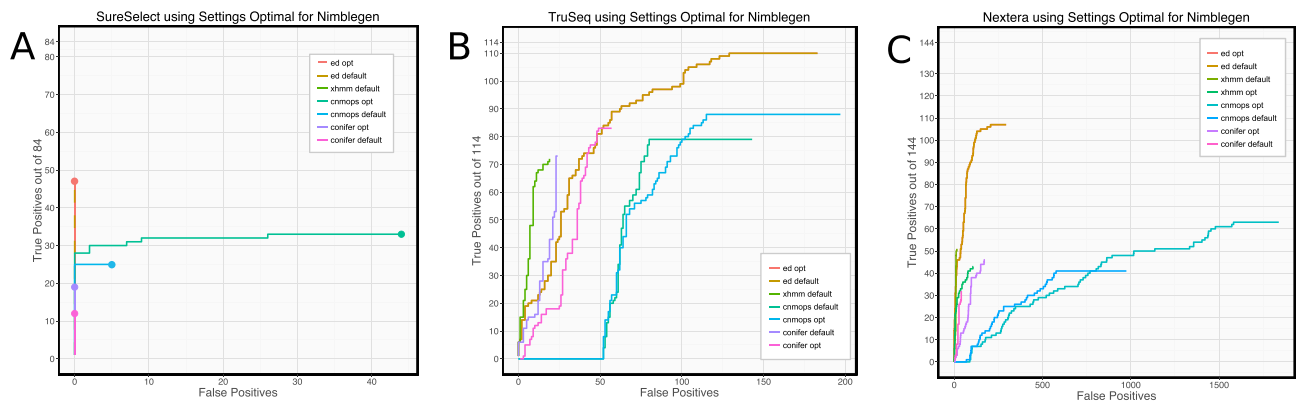 A
SureSelect using Settings Optimal for Nimblegen
True Positives out of 84
84
80
70
60
50
40
30
20
10
0
ed opt
ed default
xhmm default
cnmops opt
cnmops default
conifer opt
conifer default
0 10 20 30 40
False Positives
B
TruSeq using Settings Optimal for Nimblegen
True Positives out of 114
114
110
100
90
80
70
60
50
40
30
20
10
0
ed opt
ed default
xhmm default
cnmops default
cnmops opt
conifer default
conifer opt
0 50 100 150 200
False Positives
C
Nextera using Settings Optimal for Nimblegen
True Positives out of 144
144
130
120
110
100
90
80
70
60
50
40
30
20
10
0
ed opt
ed default
xhmm default
xhmm opt
cnmops opt
cnmops default
conifer opt
conifer default
0 500 1000 1500
False Positives